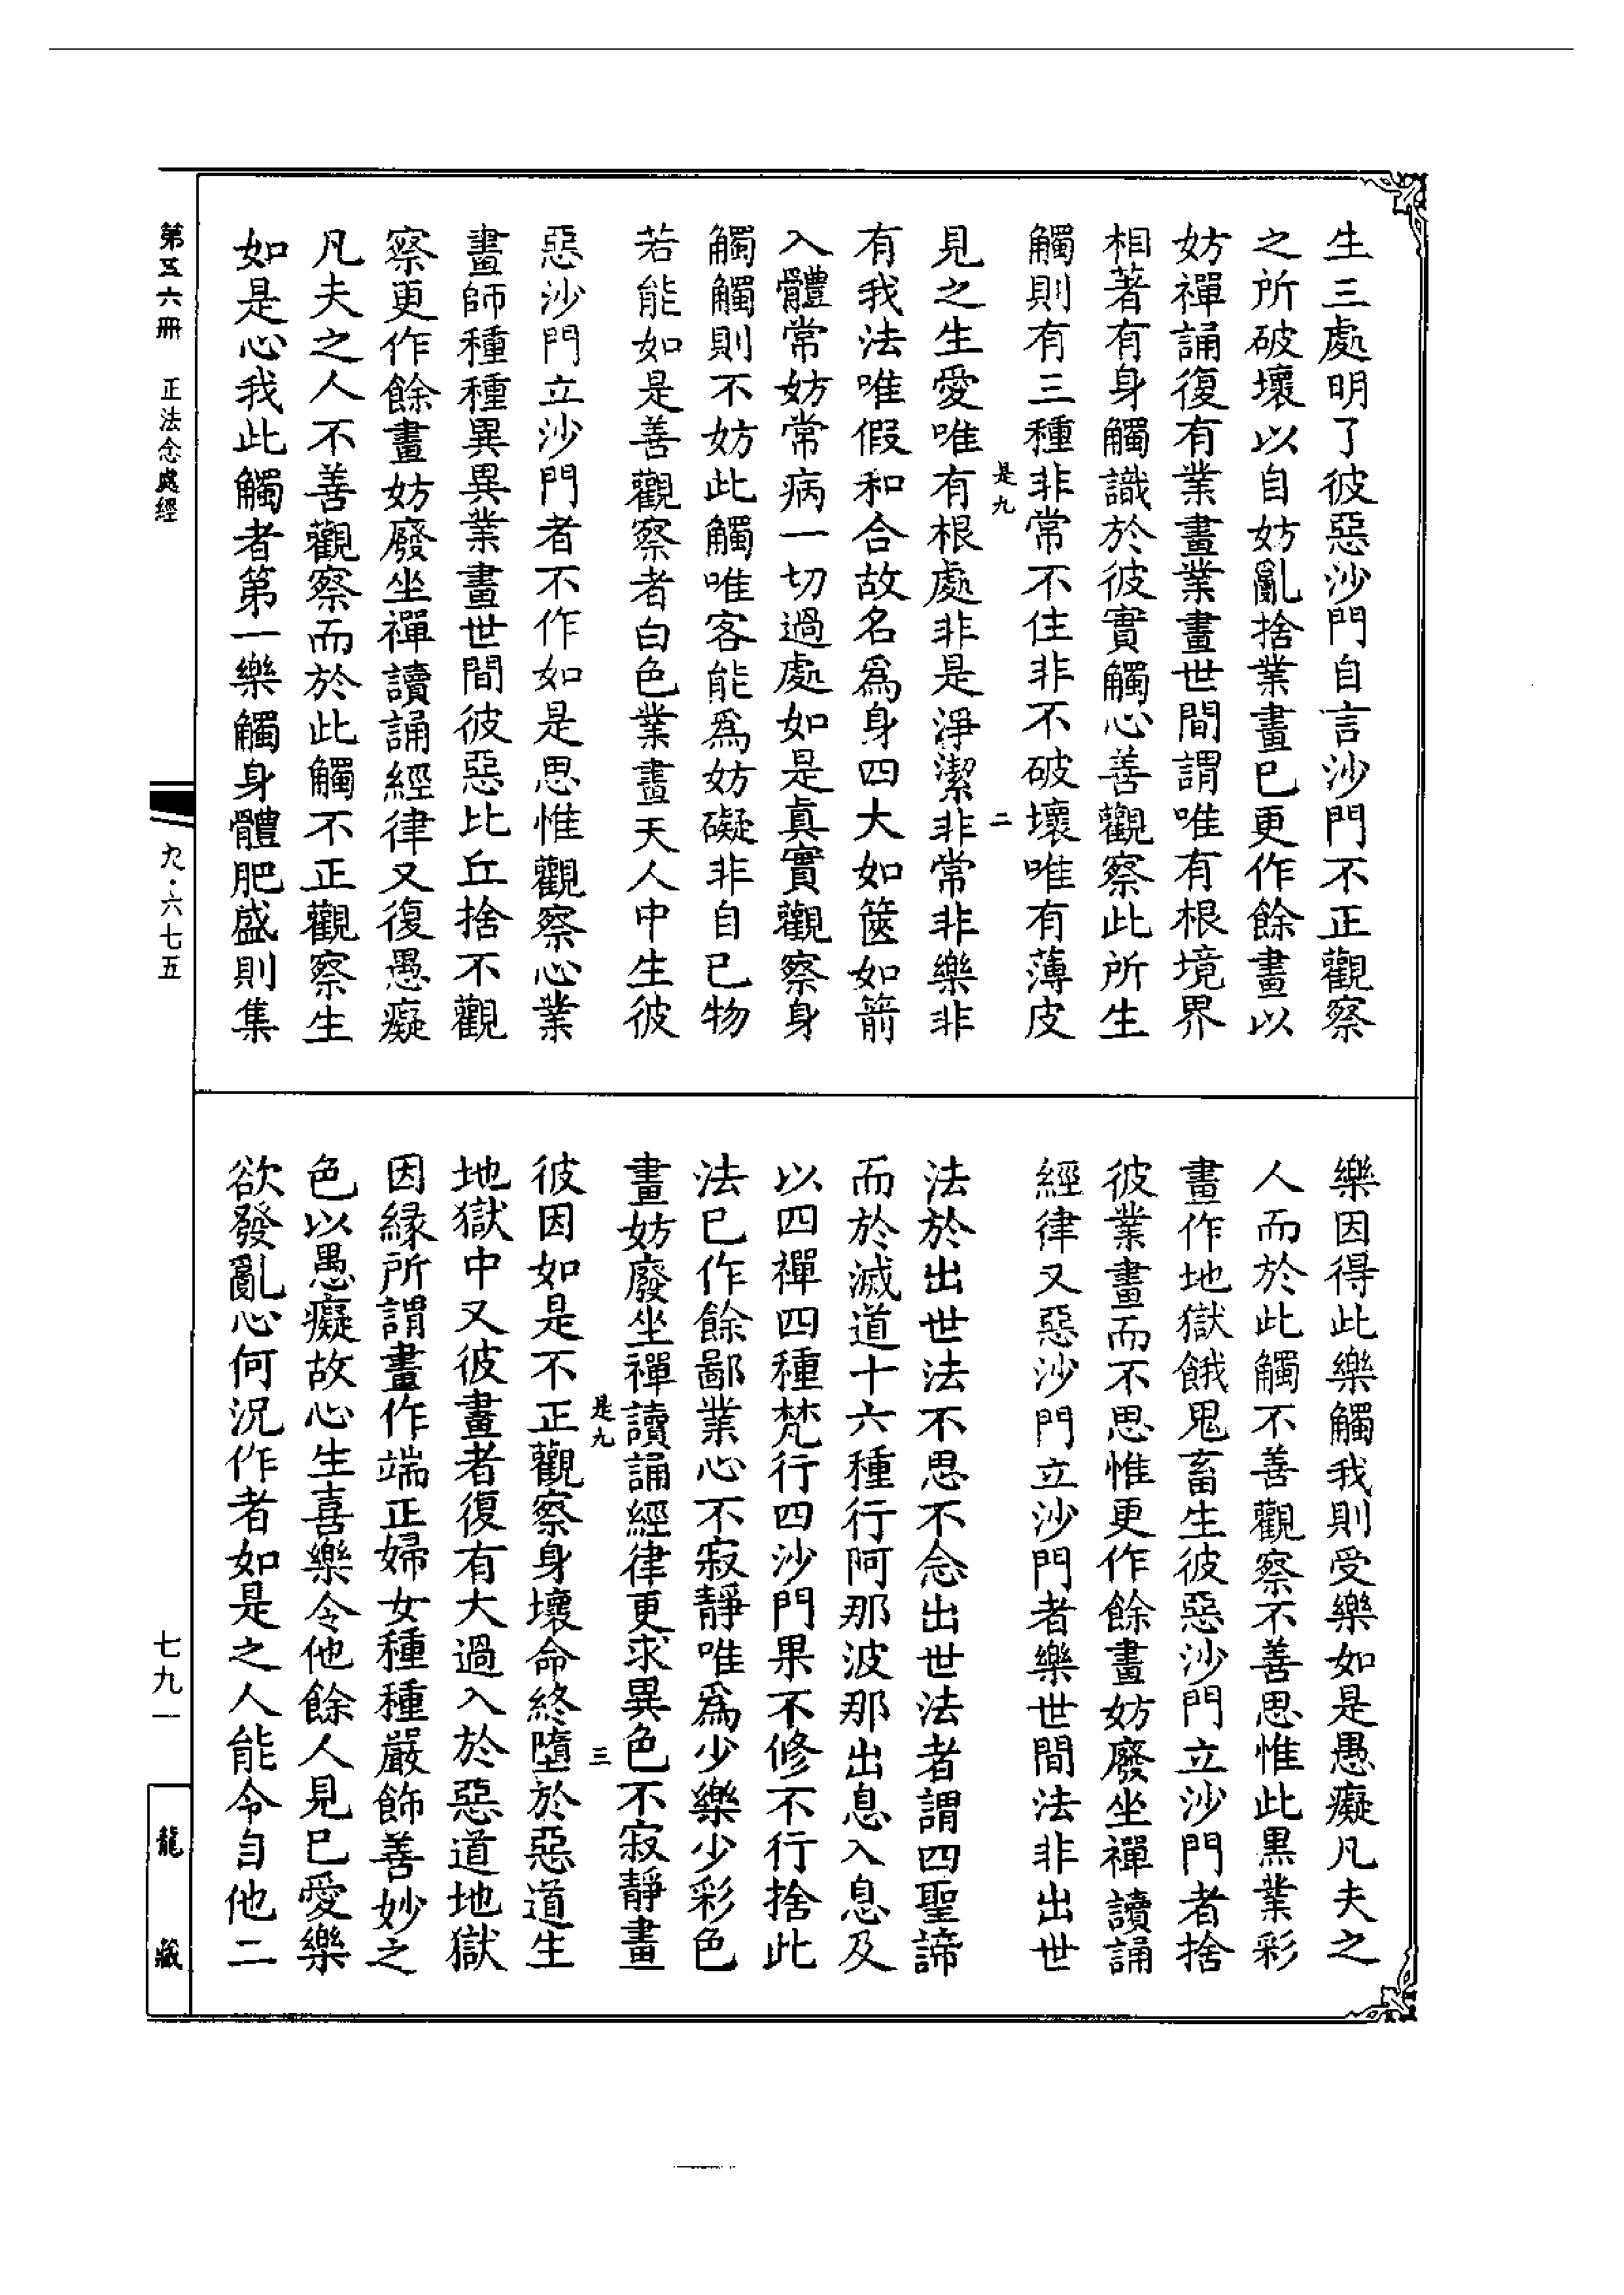 生三處明了彼惡沙門自言沙門不正觀察
之所破壞以自妨亂捨業畫巳更作餘畫以
妨禪誦復有業畫業畫世間謂唯有根境界
相著有身觸識於彼實觸心善觀察此所生
觸則有三種非常不住非不破壞唯有薄皮
是九
二
見之生愛唯有根處非是淨潔非常非樂非
有我法唯假和合故名爲身四大如篋如箭
入體常妨常病一切過處如是真實觀察身
觸觸則不妨此觸唯客能爲妨礙非自已物
若能如是善觀察者白色業畫天人中生彼
惡沙門立沙門者不作如是思惟觀察心業
畫師種種異異業畫世間彼惡比丘捨不觀
察更作餘畫妨廢坐禪讀誦經律又復愚癡
凡夫之人不善觀察而於此觸不正觀察生
如是心我此觸者第一樂觸身體肥盛則集
樂因得此樂觸我則受樂如是愚癡凡夫之
人而於此觸不善觀察不善思惟此黑業彩
畫作地獄餓鬼畜生彼惡沙門立沙門者捨
彼業畫而不思惟更作餘畫妨廢坐禪讀誦
經律又惡沙門立沙門者樂世間法非出世
法於出世法不思不念出世法者謂四聖諦
而於滅道十六種行阿那波那出息入息及
以四禪四種梵行四沙門果不修不行捨此
法巳作餘鄙業心不寂靜唯爲少樂少彩色
畫妨廢坐禪讀誦經律更求異色不寂靜畫
是九
三
彼因如是不正觀察身壞命終墮於惡道生
地獄中又彼畫者復有大過入於惡道地獄
因緣所謂畫作端正婦女種種嚴飾善妙之
色以愚癡故心生喜樂令他餘人見巳愛樂
欲發亂心何況作者如是之人能令自他二
第五六冊 正法念處經
九·六七五
七九一
龍藏